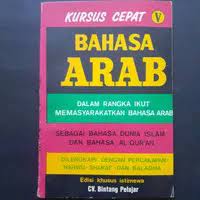 KURSUS CEPAT V
BAHASA
ARAB
DALAM RANGKA IKUT
MEMASYARAKATKAN BAHASA ARAB
SEBAGAI BAHASA DUNIA ISLAM
DAN BAHASA AL QUR'AN
DILENGKAPI DENGAN PERCAKAPAN
NAHWU SHARAF DAN BALAGHA
Edisi khusus istimewa
CV. Bintang Pelajar